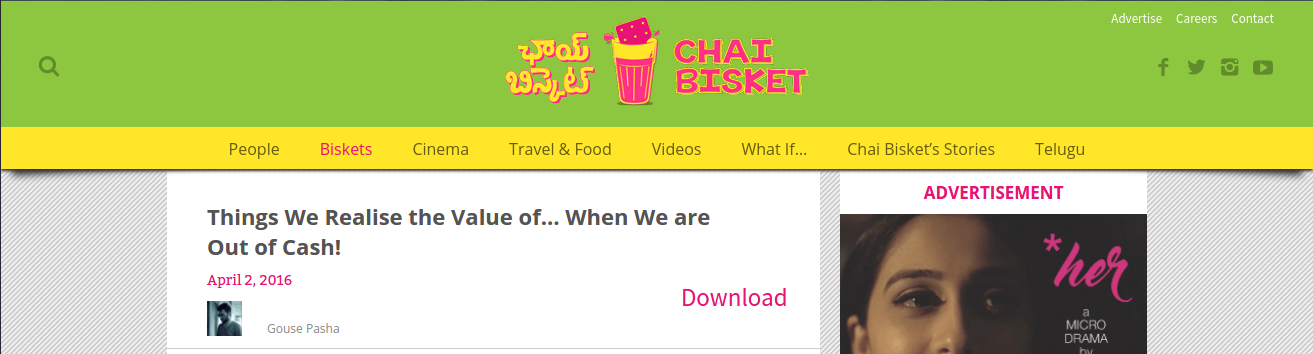 Advertise Careers Contact
ఛాయ్ CHAI
బిస్కెట్ BISKET
People Biskets Cinema Travel & Food Videos What If... Chai Bisket's Stories Telugu
ADVERTISEMENT
Things We Realise the Value of... When We are
Out of Cash!
April 2, 2016
Download
Gouse Pasha
*her
a
MICRO
DRAMA
by